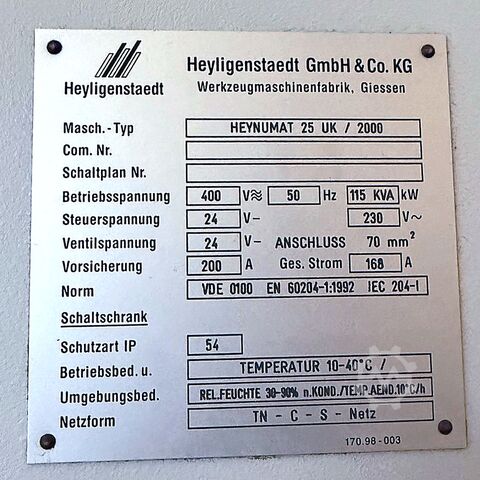 Heyligenstaedt
Heyligenstaedt GmbH & Co. KG
Werkzeugmaschinenfabrik, Giessen
Masch.-Typ HEYNUMAT 25 UK / 2000
Com. Nr.
Schaltplan Nr.
Betriebsspannung 400 V≋ 50 Hz 115 KVA kW
Steuerspannung 24 V– 230 V~
Ventilspannung 24 V– ANSCHLUSS 70 mm²
Vorsicherung 200 A Ges. Strom 168 A
Norm VDE 0100 EN 60204-1:1992 IEC 204-1
Schaltschrank
Schutzart IP 54
Betriebsbed. u. TEMPERATUR 10-40°C /
Umgebungsbed. REL.FEUCHTE 30-90% n.KOND./TEMP.AEND.10°C/h
Netzform TN - C - S - Netz
170.98-003